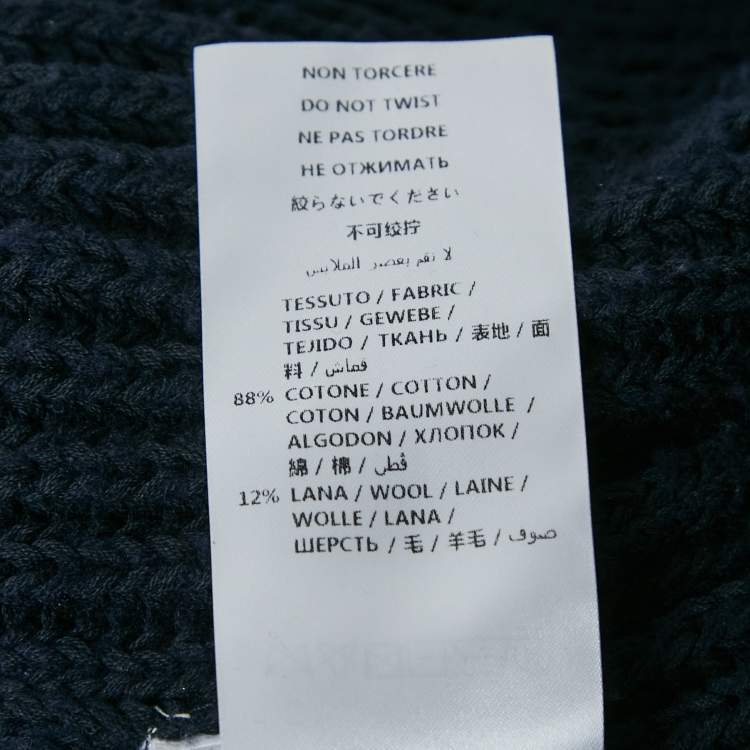 NON TORCERE
DO NOT TWIST
NE PAS TORDRE
НЕ ОТЖИМАТЬ
絞らないでください
不可绞拧
لا تقم بعصر الملابس
TESSUTO / FABRIC /
TISSU / GEWEBE /
TEJIDO / ТКАНЬ / 表地 / 面
料 / قماش
88% COTONE / COTTON /
COTON / BAUMWOLLE /
ALGODON / ХЛОПОК /
綿 / 棉 / قطن
12% LANA / WOOL / LAINE /
WOLLE / LANA /
ШЕРСТЬ / 毛 / 羊毛 / صوف